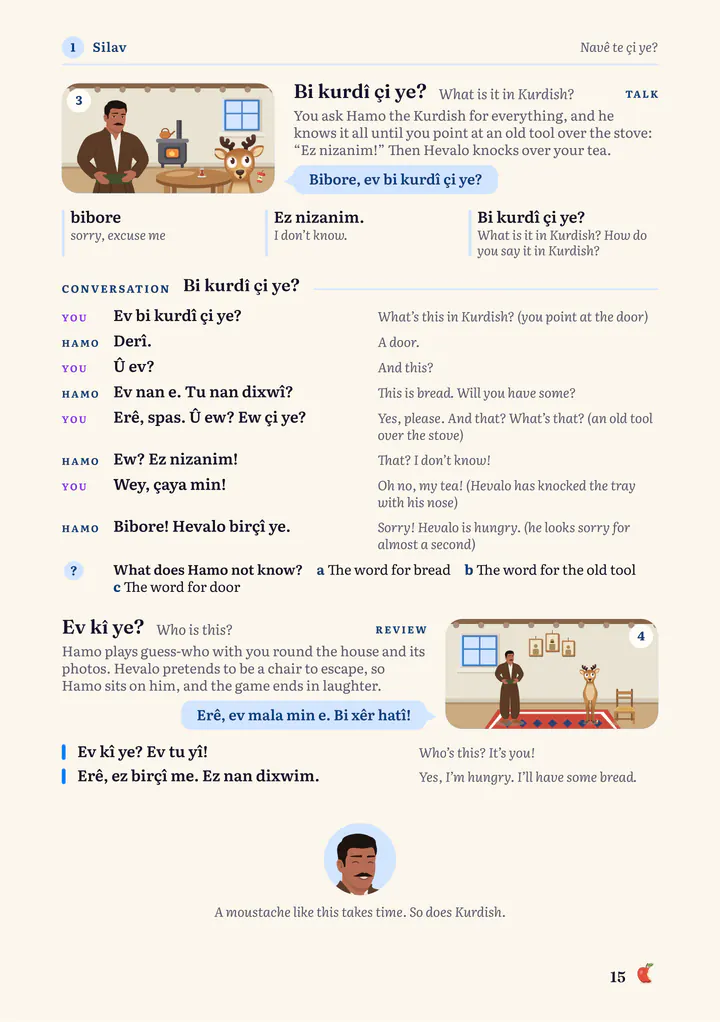 1 Silav
Navê te çi ye?
3
Bi kurdî çi ye? What is it in Kurdish? TALK
You ask Hamo the Kurdish for everything, and he
knows it all until you point at an old tool over the stove:
“Ez nizanim!” Then Hevalo knocks over your tea.
Bibore, ev bi kurdî çi ye?
bibore
sorry, excuse me
Ez nizanim.
I don’t know.
Bi kurdî çi ye?
What is it in Kurdish? How do
you say it in Kurdish?
CONVERSATION Bi kurdî çi ye?
YOU Ev bi kurdî çi ye? What’s this in Kurdish? (you point at the door)
HAMO Derî. A door.
YOU Û ev? And this?
HAMO Ev nan e. Tu nan dixwî? This is bread. Will you have some?
YOU Erê, spas. Û ew? Ew çi ye? Yes, please. And that? What’s that? (an old tool
over the stove)
HAMO Ew? Ez nizanim! That? I don’t know!
YOU Wey, çaya min! Oh no, my tea! (Hevalo has knocked the tray
with his nose)
HAMO Bibore! Hevalo birçî ye. Sorry! Hevalo is hungry. (he looks sorry for
almost a second)
? What does Hamo not know? a The word for bread b The word for the old tool
c The word for door
Ev kî ye? Who is this? REVIEW
Hamo plays guess-who with you round the house and its
photos. Hevalo pretends to be a chair to escape, so
Hamo sits on him, and the game ends in laughter.
Erê, ev mala min e. Bi xêr hatî!
4
Ev kî ye? Ev tu yî! Who’s this? It’s you!
Erê, ez birçî me. Ez nan dixwim. Yes, I’m hungry. I’ll have some bread.
A moustache like this takes time. So does Kurdish.
15